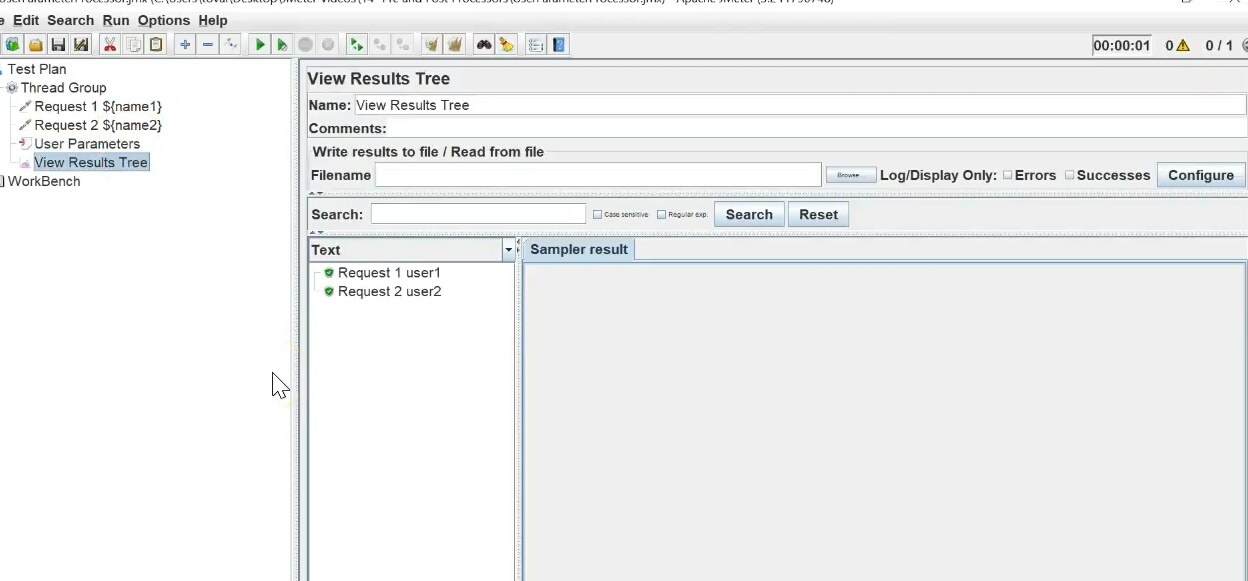 e Edit Search Run Options Help
00:00:01 0 0 / 1
Test Plan
Thread Group
Request 1 ${name1}
Request 2 ${name2}
User Parameters
View Results Tree
WorkBench
View Results Tree
Name: View Results Tree
Comments:
Write results to file / Read from file
Filename Browse... Log/Display Only: Errors Successes Configure
Search: Case sensitive Regular exp. Search Reset
Text
Sampler result
Request 1 user1
Request 2 user2